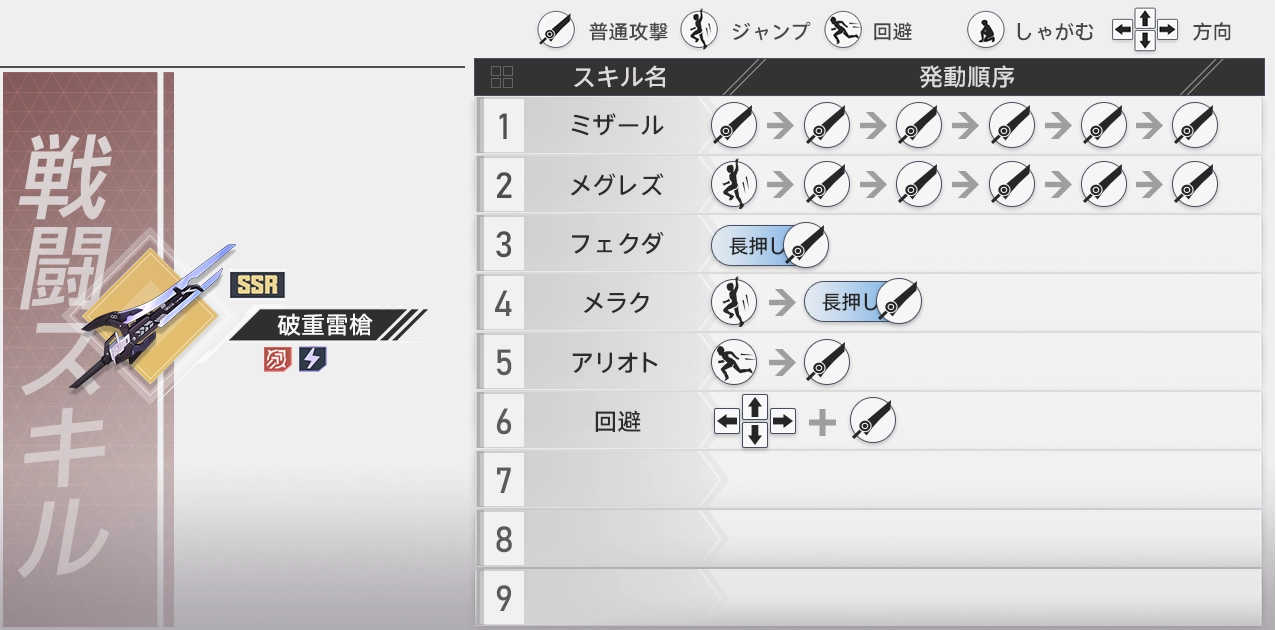 普通攻撃 ジャンプ 回避 しゃがむ 方向
スキル名 発動順序
戦闘スキル
SSR
破重雷槍
1 ミザール
2 メグレズ
3 フェクダ 長押し
4 メラク 長押し
5 アリオト
6 回避
7
8
9